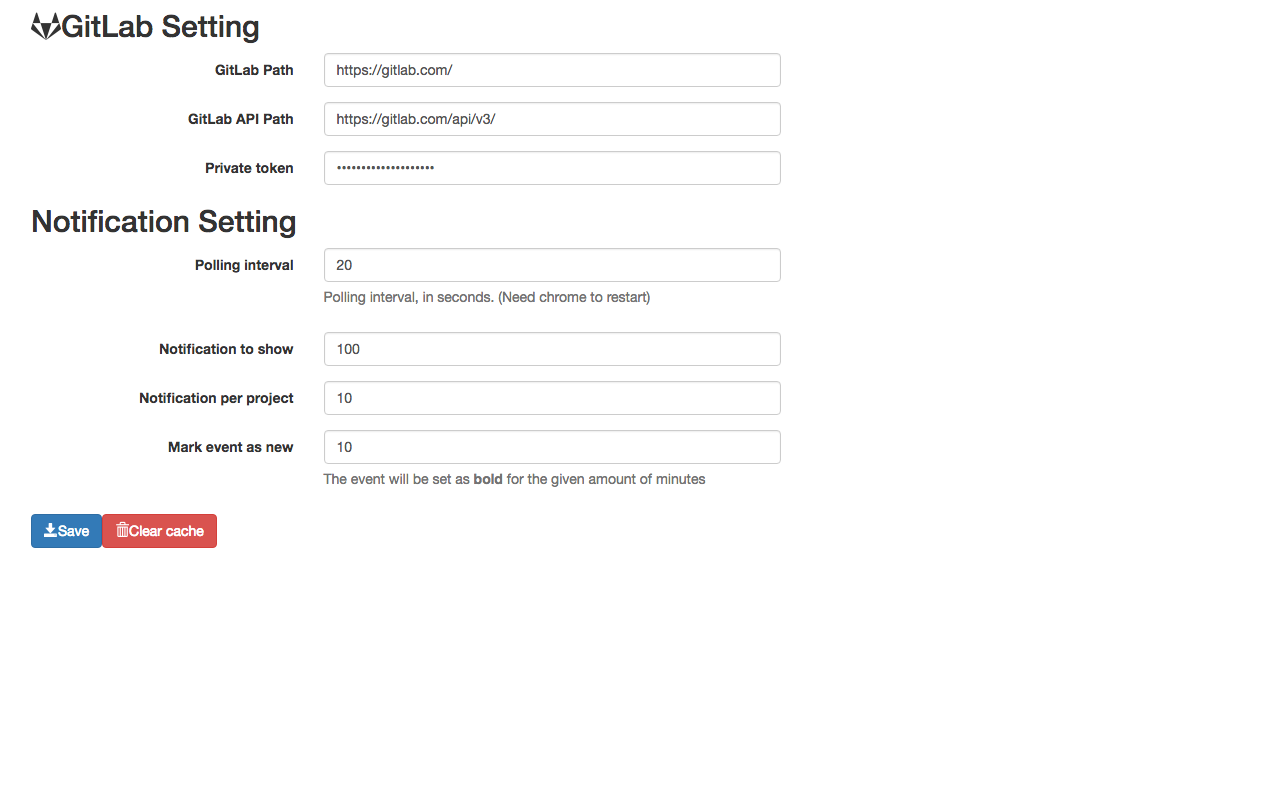 GitLab Setting
GitLab Path
https://gitlab.com/
GitLab API Path
https://gitlab.com/api/v3/
Private token
••••••••••••••••••••
Notification Setting
Polling interval
20
Polling interval, in seconds. (Need chrome to restart)
Notification to show
100
Notification per project
10
Mark event as new
10
The event will be set as bold for the given amount of minutes
Save
Clear cache